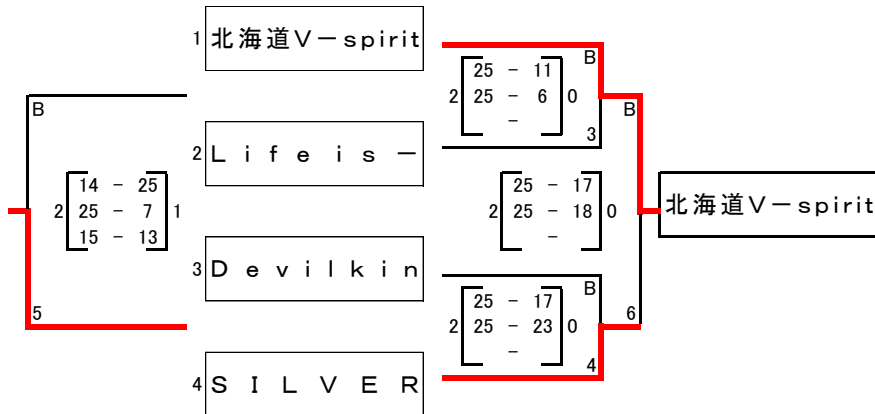 1 北海道V－spirit
B
25 - 11
2 25 - 6 0
-
3
B
B
2 Life is －
14 - 25
2 25 - 7 1
15 - 13
25 - 17
2 25 - 18 0
-
北海道V－spirit
3 Devilkin
B
25 - 17
2 25 - 23 0
-
5
6
4
4 SILVER